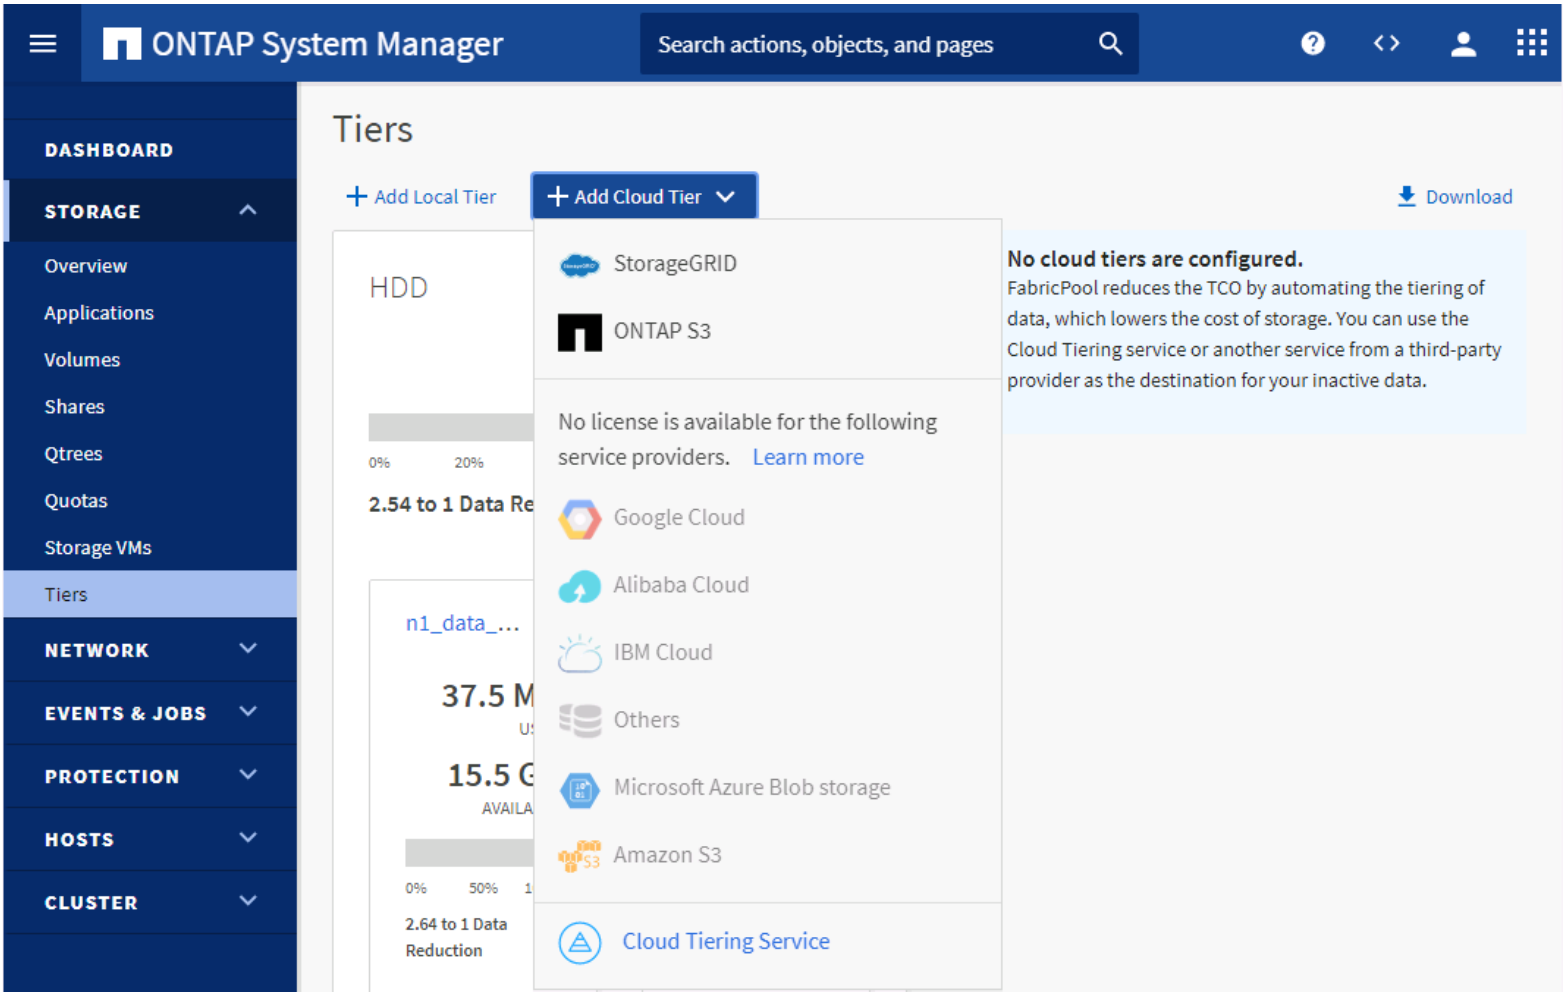 ONTAP System Manager
Search actions, objects, and pages
DASHBOARD
STORAGE
Overview
Applications
Volumes
Shares
Qtrees
Quotas
Storage VMs
Tiers
NETWORK
EVENTS & JOBS
PROTECTION
HOSTS
CLUSTER
Tiers
Add Local Tier
Add Cloud Tier
Download
HDD
0% 20%
2.54 to 1 Data Re
n1_data_...
37.5 M
15.5 G
AVAILA
0% 50% 1
2.64 to 1 Data
Reduction
StorageGRID
ONTAP S3
No license is available for the following
service providers. Learn more
Google Cloud
Alibaba Cloud
IBM Cloud
Others
Microsoft Azure Blob storage
S3
Amazon S3
Cloud Tiering Service
No cloud tiers are configured.
FabricPool reduces the TCO by automating the tiering of
data, which lowers the cost of storage. You can use the
Cloud Tiering service or another service from a third-party
provider as the destination for your inactive data.